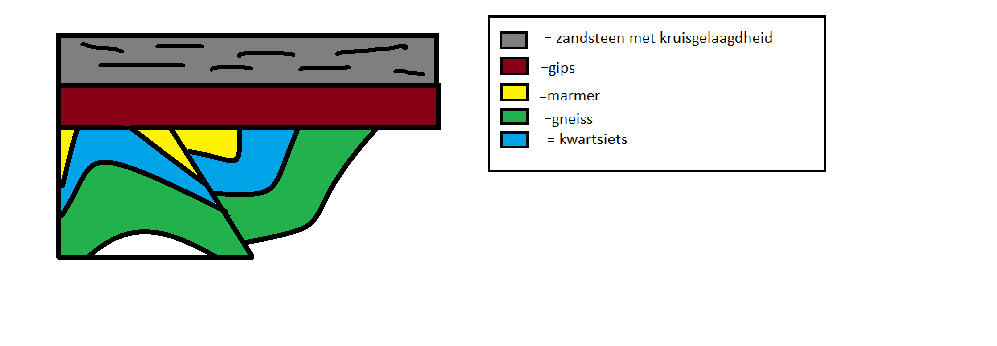 = zandsteen met kruisgelaagdheid
=gips
=marmer
=gneiss
= kwartsiets